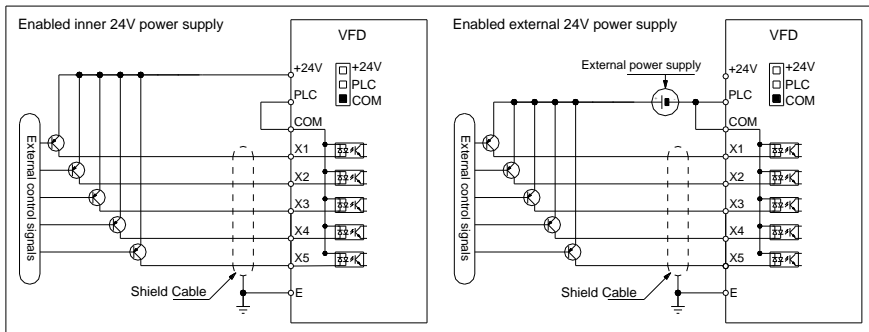 Enabled inner 24V power supply
VFD
+24V
PLC
COM
+24V
PLC
COM
X1
X2
X3
X4
X5
E
External control signals
Shield Cable
Enabled external 24V power supply
VFD
External power supply
+24V
PLC
COM
+24V
PLC
COM
X1
X2
X3
X4
X5
E
External control signals
Shield Cable